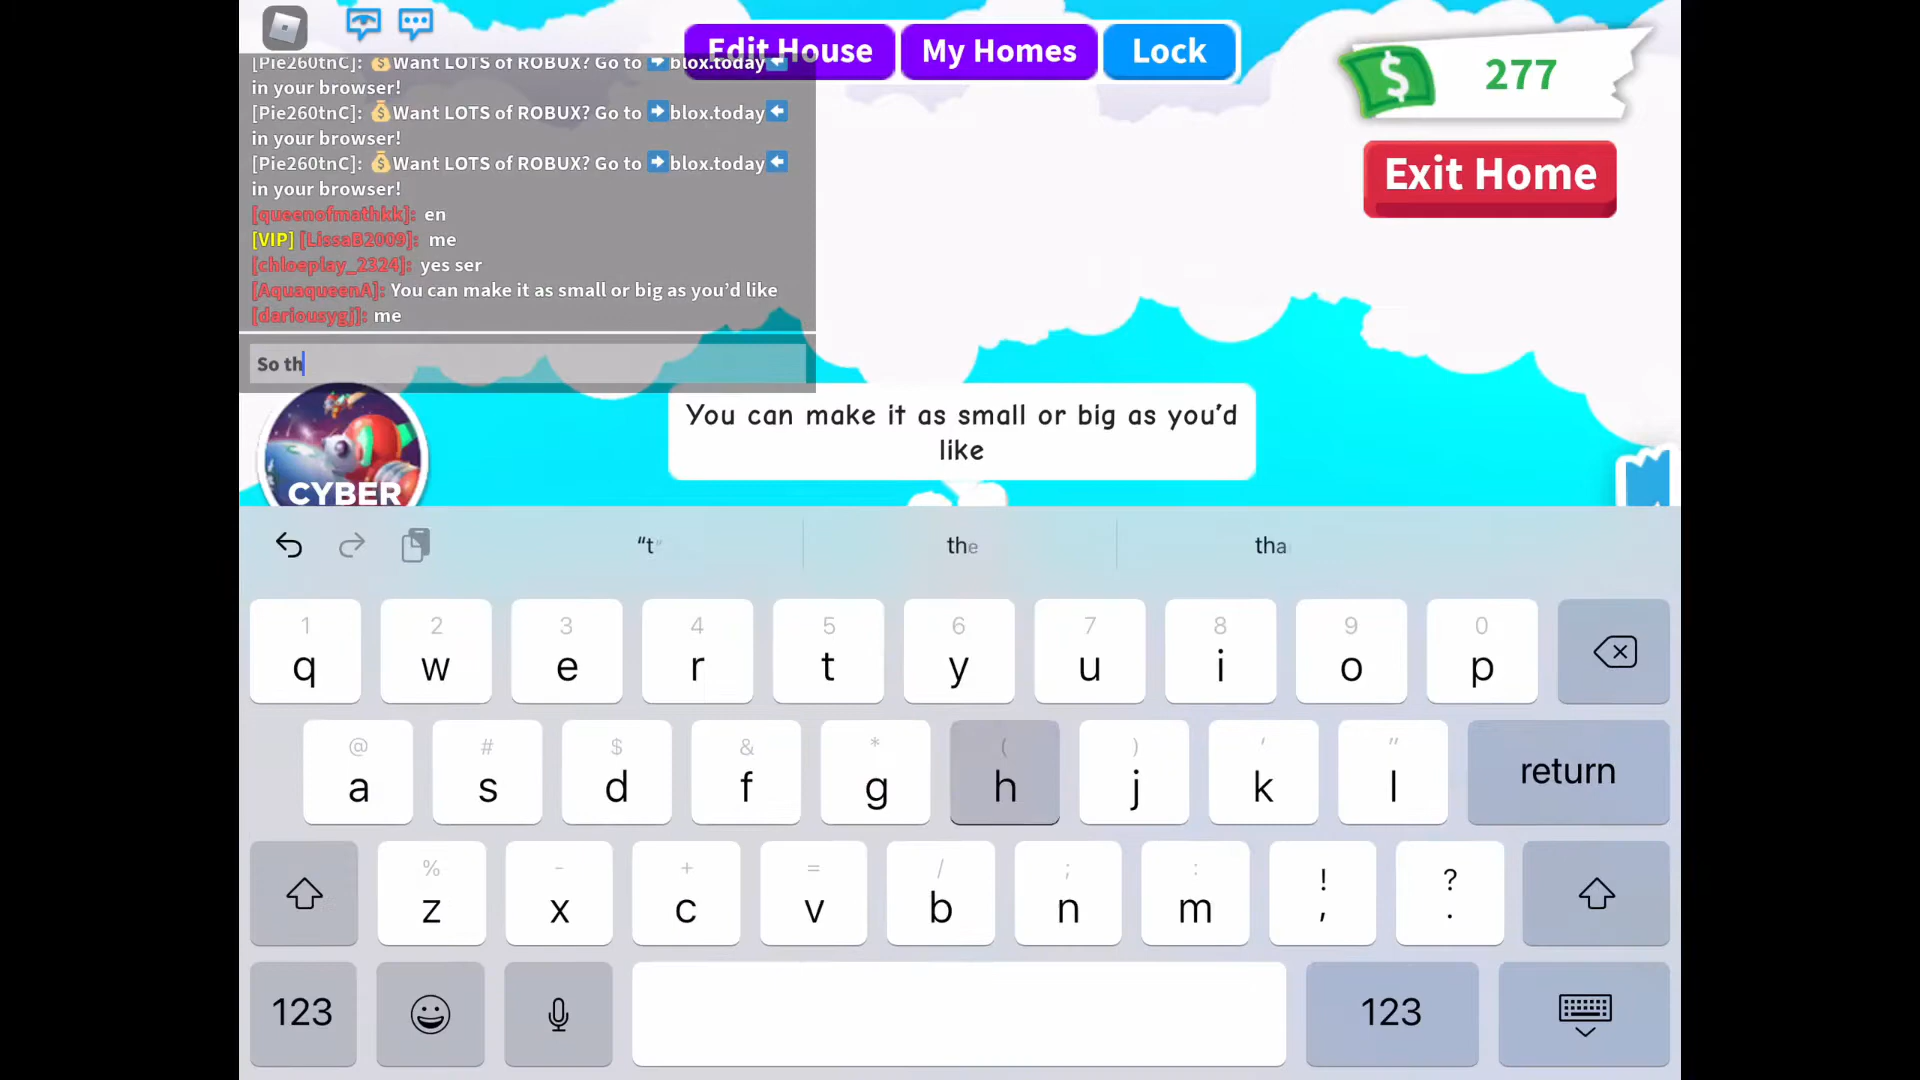 Edit House
My Homes
Lock
277
Exit Home
[Pie260tnC]: 💰Want LOTS of ROBUX? Go to ➡️blox.today⬅️
in your browser!
[Pie260tnC]: 💰Want LOTS of ROBUX? Go to ➡️blox.today⬅️
in your browser!
[Pie260tnC]: 💰Want LOTS of ROBUX? Go to ➡️blox.today⬅️
in your browser!
[queenofmathkk]: en
[VIP] [LissaB2009]: me
[chloeplay_2324]: yes ser
[AquaqueenA]: You can make it as small or big as you’d like
[dariousygj]: me
So th
CYBER
You can make it as small or big as you’d
like
“t” the tha
1 2 3 4 5 6 7 8 9 0
q w e r t y u i o p
@ # $ & * ( ) ' "
a s d f g h j k l return
% - + = / ; : ! ?
z x c v b n m , .
123 123